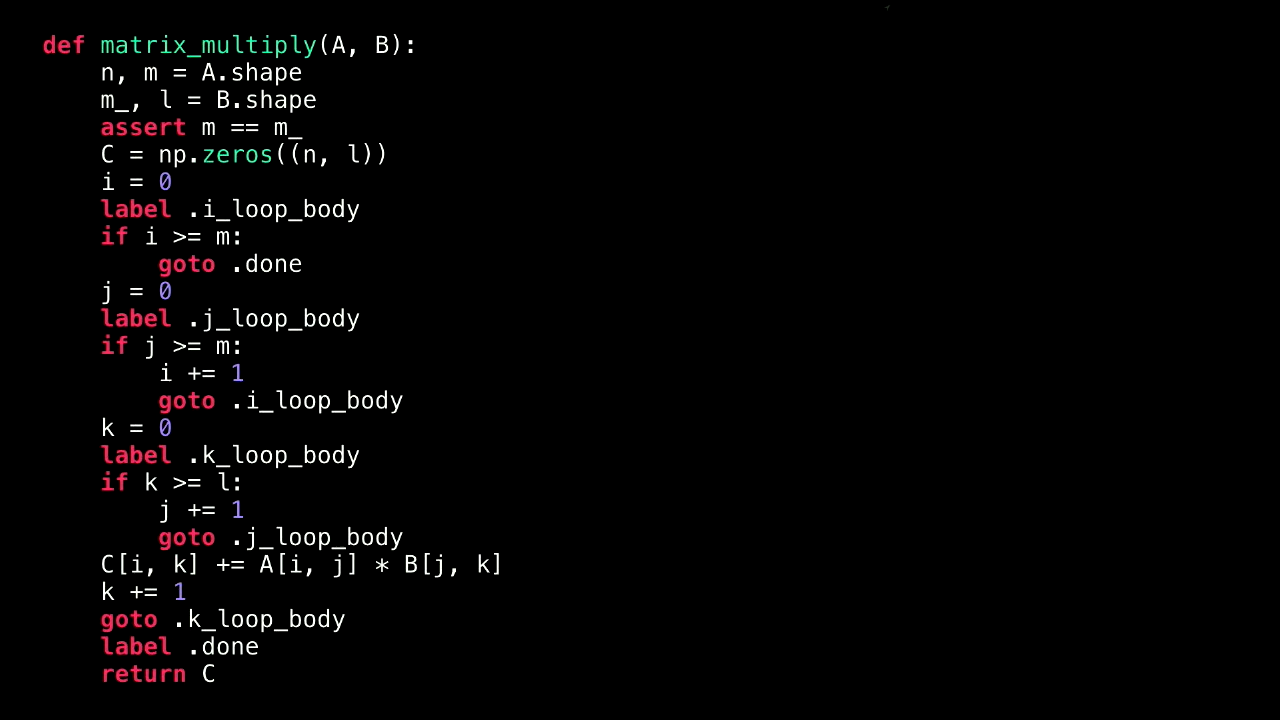 def matrix_multiply(A, B):
    n, m = A.shape
    m_, l = B.shape
    assert m == m_
    C = np.zeros((n, l))
    i = 0
    label .i_loop_body
    if i >= m:
        goto .done
    j = 0
    label .j_loop_body
    if j >= m:
        i += 1
        goto .i_loop_body
    k = 0
    label .k_loop_body
    if k >= l:
        j += 1
        goto .j_loop_body
    C[i, k] += A[i, j] * B[j, k]
    k += 1
    goto .k_loop_body
    label .done
    return C